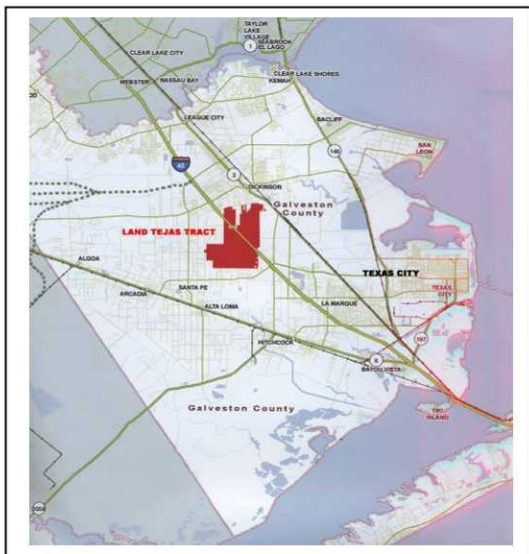 TAYLOR
LAKE
VILLAGE
SEABROOK
EL LAGO
CLEAR LAKE CITY
1
WEBSTER
NASSAU BAY
CLEAR LAKE SHORES
KEMAH
LEAGUE CITY
BACLIFF
146
SAN
LEON
45
3
DICKINSON
Galveston
County
LAND TEJAS TRACT
ALGOA
TEXAS CITY
SANTA FE
TEXAS
CITY
ARCADIA
ALTA LOMA
LA MARQUE
HITCHCOCK
197
6
BAYOU VISTA
Galveston County
TIKI
ISLAND
2004